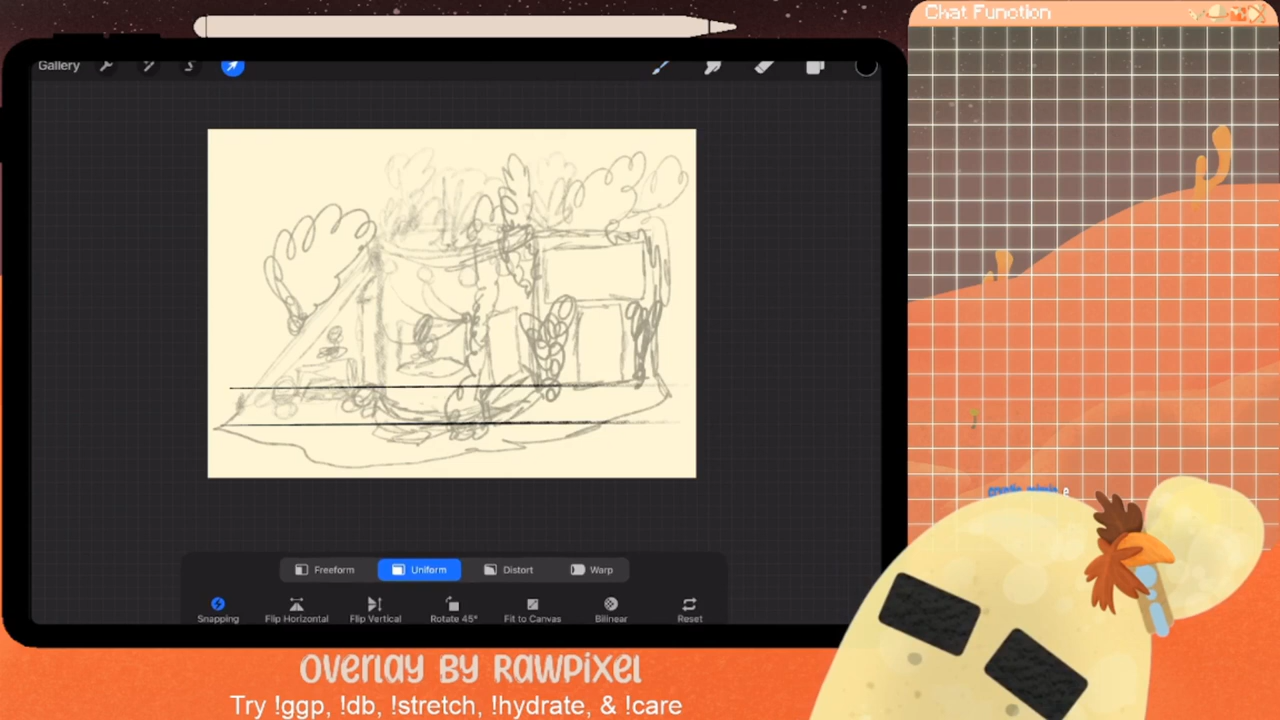 Chat Function
Gallery
Freeform Uniform Distort Warp
Snapping Flip Horizontal Flip Vertical Rotate 45° Fit to Canvas Bilinear Reset
OVERLAY BY RAWPIXEL
Try !ggp, !db, !stretch, !hydrate, & !care